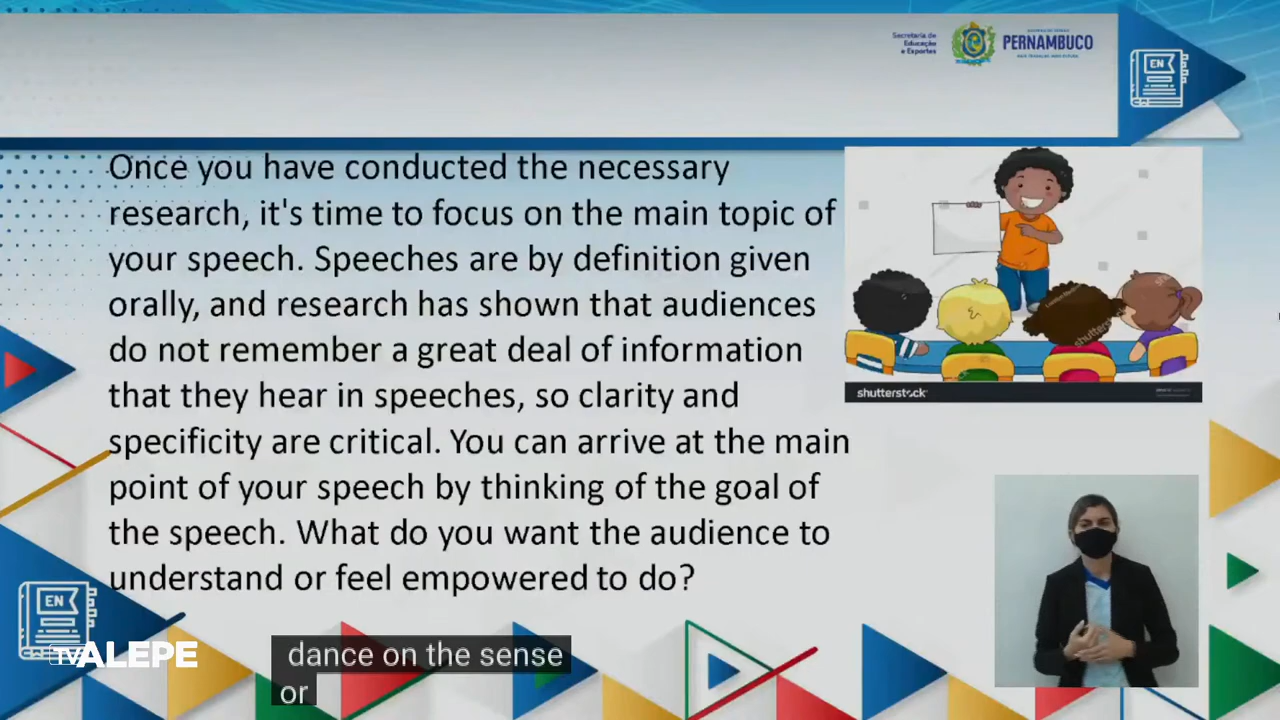 Secretaria de
Educação
e Esportes
PERNAMBUCO
EN
Once you have conducted the necessary
research, it's time to focus on the main topic of
your speech. Speeches are by definition given
orally, and research has shown that audiences
do not remember a great deal of information
that they hear in speeches, so clarity and
specificity are critical. You can arrive at the main
point of your speech by thinking of the goal of
the speech. What do you want the audience to
understand or feel empowered to do?
shutterstock
shutterstock
EN
TV ALEPE
dance on the sense
or